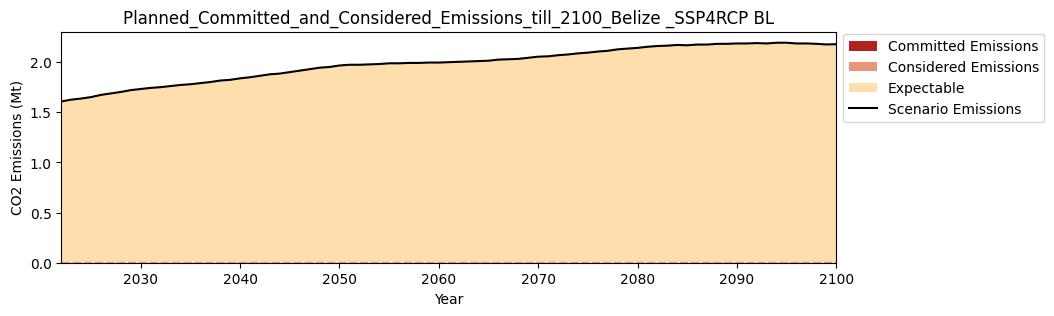 Planned_Committed_and_Considered_Emissions_till_2100_Belize _SSP4RCP BL
CO2 Emissions (Mt)
2.0
1.5
1.0
0.5
0.0
2030 2040 2050 2060 2070 2080 2090 2100
Year
Committed Emissions
Considered Emissions
Expectable
Scenario Emissions